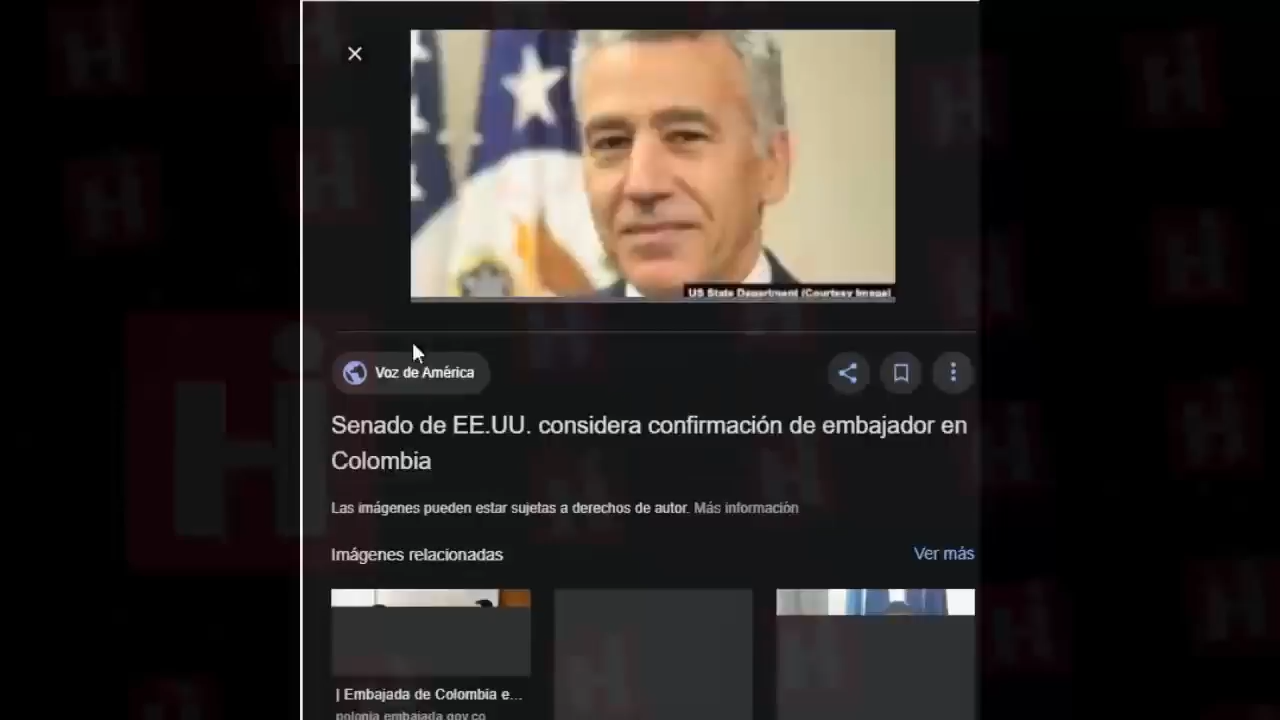 US State Department (Courtesy Image)
Voz de América
Senado de EE.UU. considera confirmación de embajador en
Colombia
Las imágenes pueden estar sujetas a derechos de autor. Más información
Imágenes relacionadas
Ver más
| Embajada de Colombia e...
polonia.embajada.gov.co
Hi